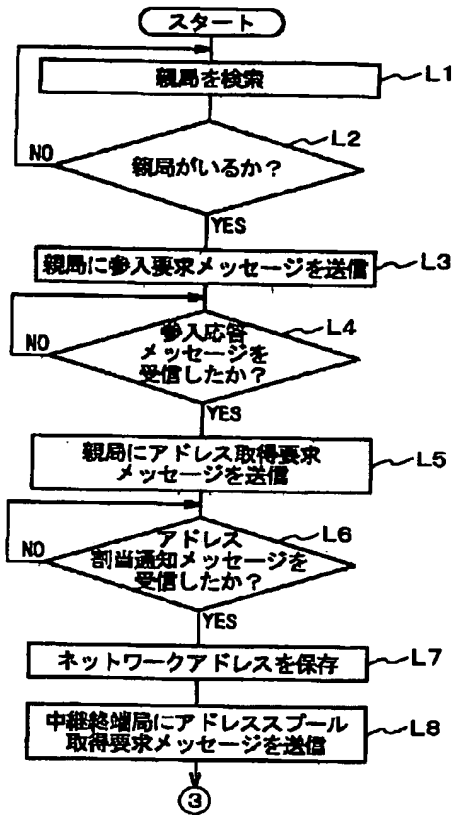 スタート
親局を検索
L1
親局がいるか？
L2
NO
YES
親局に参入要求メッセージを送信
L3
参入応答
メッセージを
受信したか？
L4
NO
YES
親局にアドレス取得要求
メッセージを送信
L5
アドレス
割当通知メッセージを
受信したか？
L6
NO
YES
ネットワークアドレスを保存
L7
中継終端局にアドレススプール
取得要求メッセージを送信
L8
3